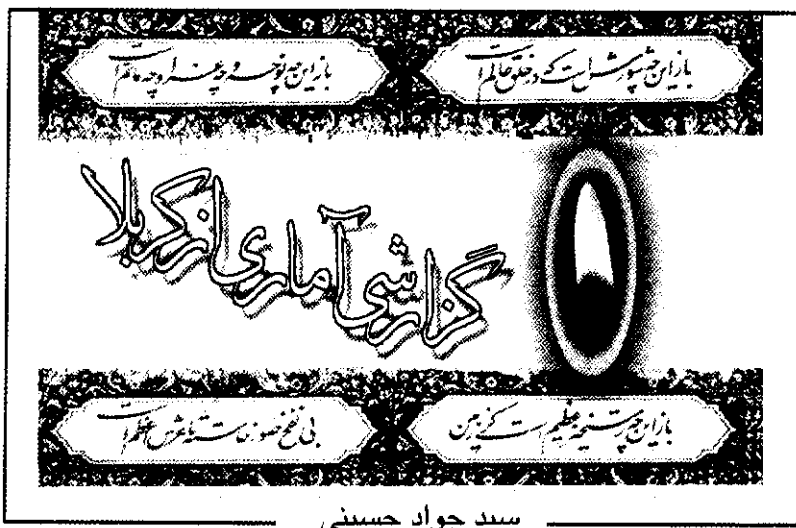 باز این چه شورش است که در خلق عالم است
باز این چه نوحه و چه عزا و چه ماتم است
گزارشی آماری از کربلا
باز این چه رستخیز عظیم است کز زمین
بی نفخ صور خاسته تا عرش اعظم است
سید جواد حسینی